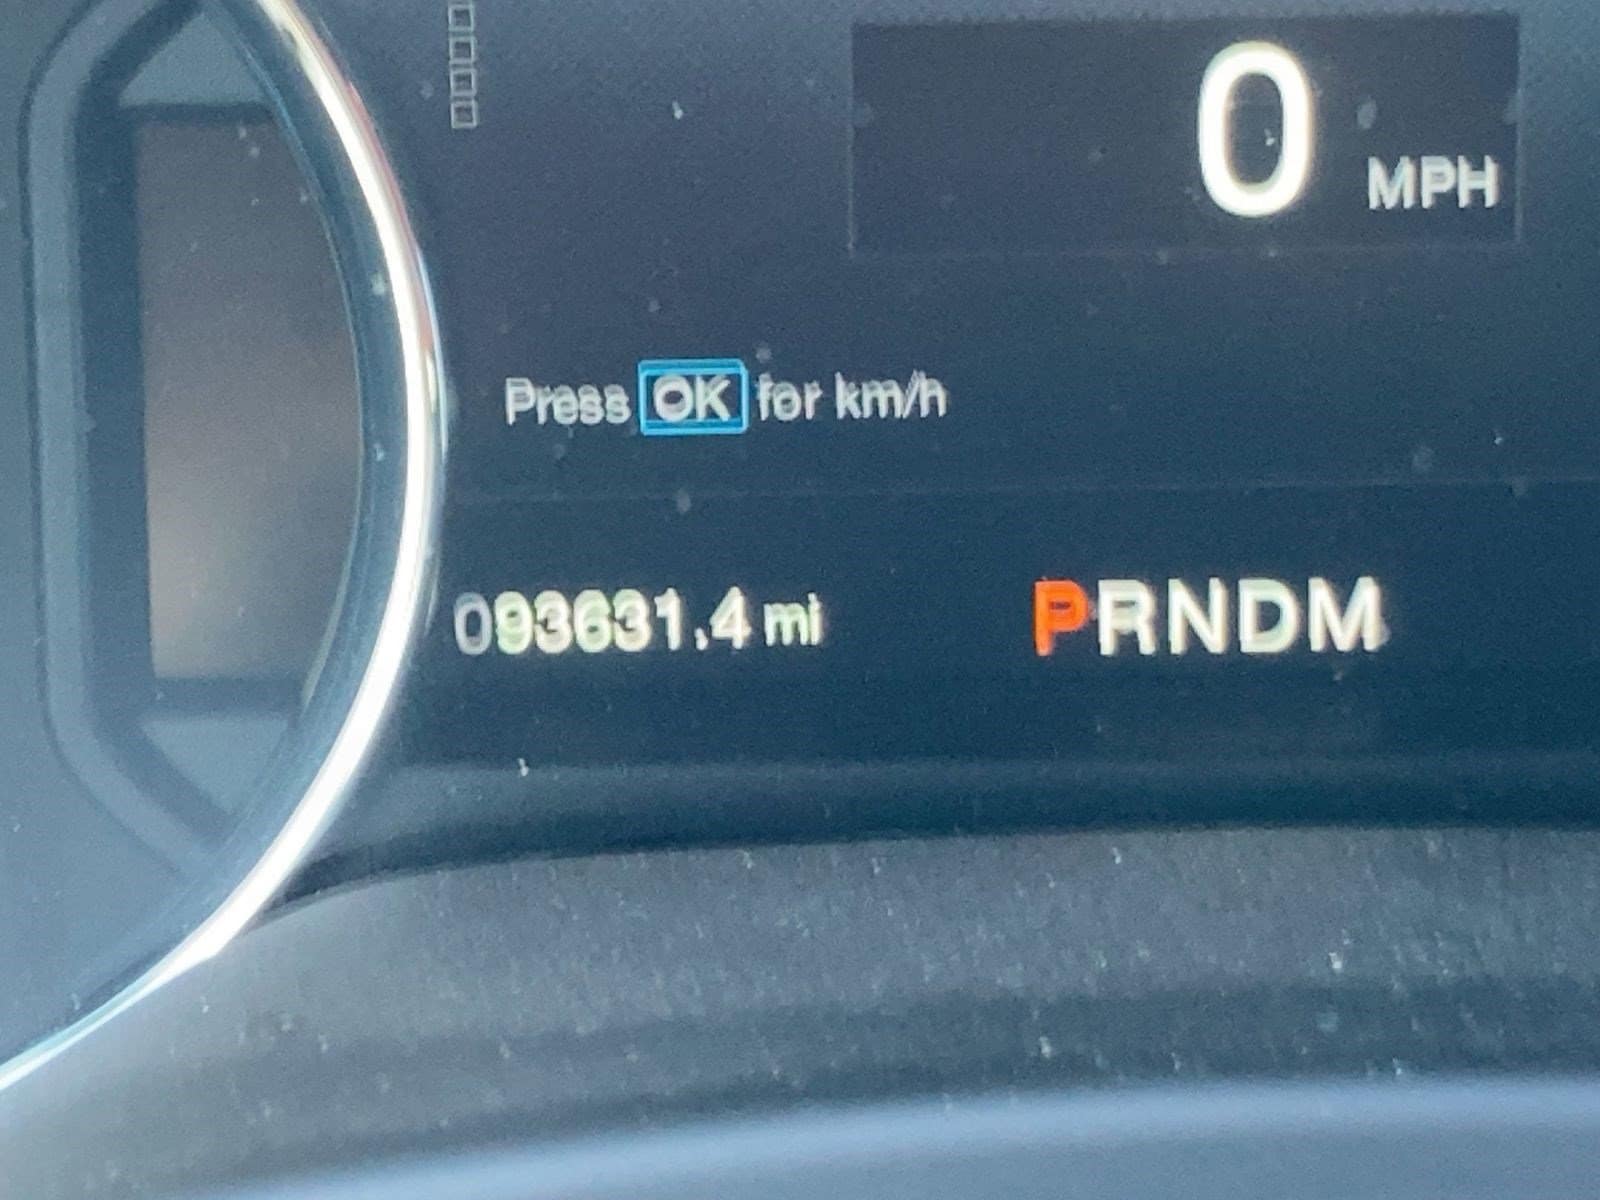 0 MPH
Press OK for km/h
093631.4 mi PRNDM